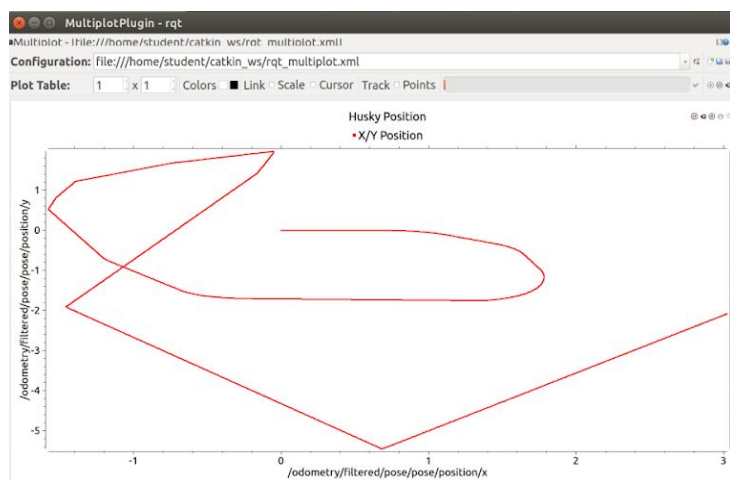 MultiplotPlugin - rqt
Multiplot - [file:///home/student/catkin_ws/rqt_multiplot.xml]
Configuration: file:///home/student/catkin_ws/rqt_multiplot.xml
Plot Table: 1 x 1 Colors Link Scale Cursor Track Points
Husky Position
X/Y Position
/odometry/filtered/pose/pose/position/y
1
0
-1
-2
-3
-4
-5
-1 0 1 2 3
/odometry/filtered/pose/pose/position/x